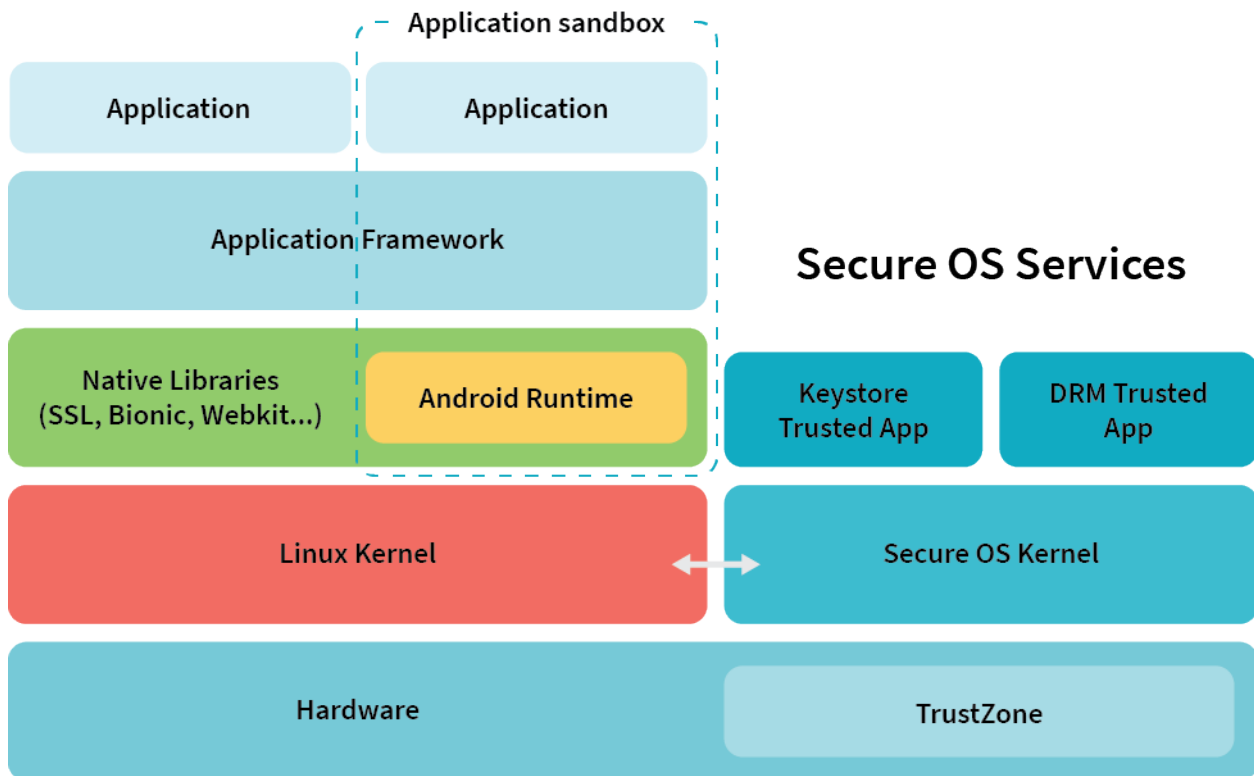 Application sandbox
Application
Application
Application Framework
Secure OS Services
Native Libraries
(SSL, Bionic, Webkit...)
Android Runtime
Keystore
Trusted App
DRM Trusted
App
Linux Kernel
Secure OS Kernel
Hardware
TrustZone